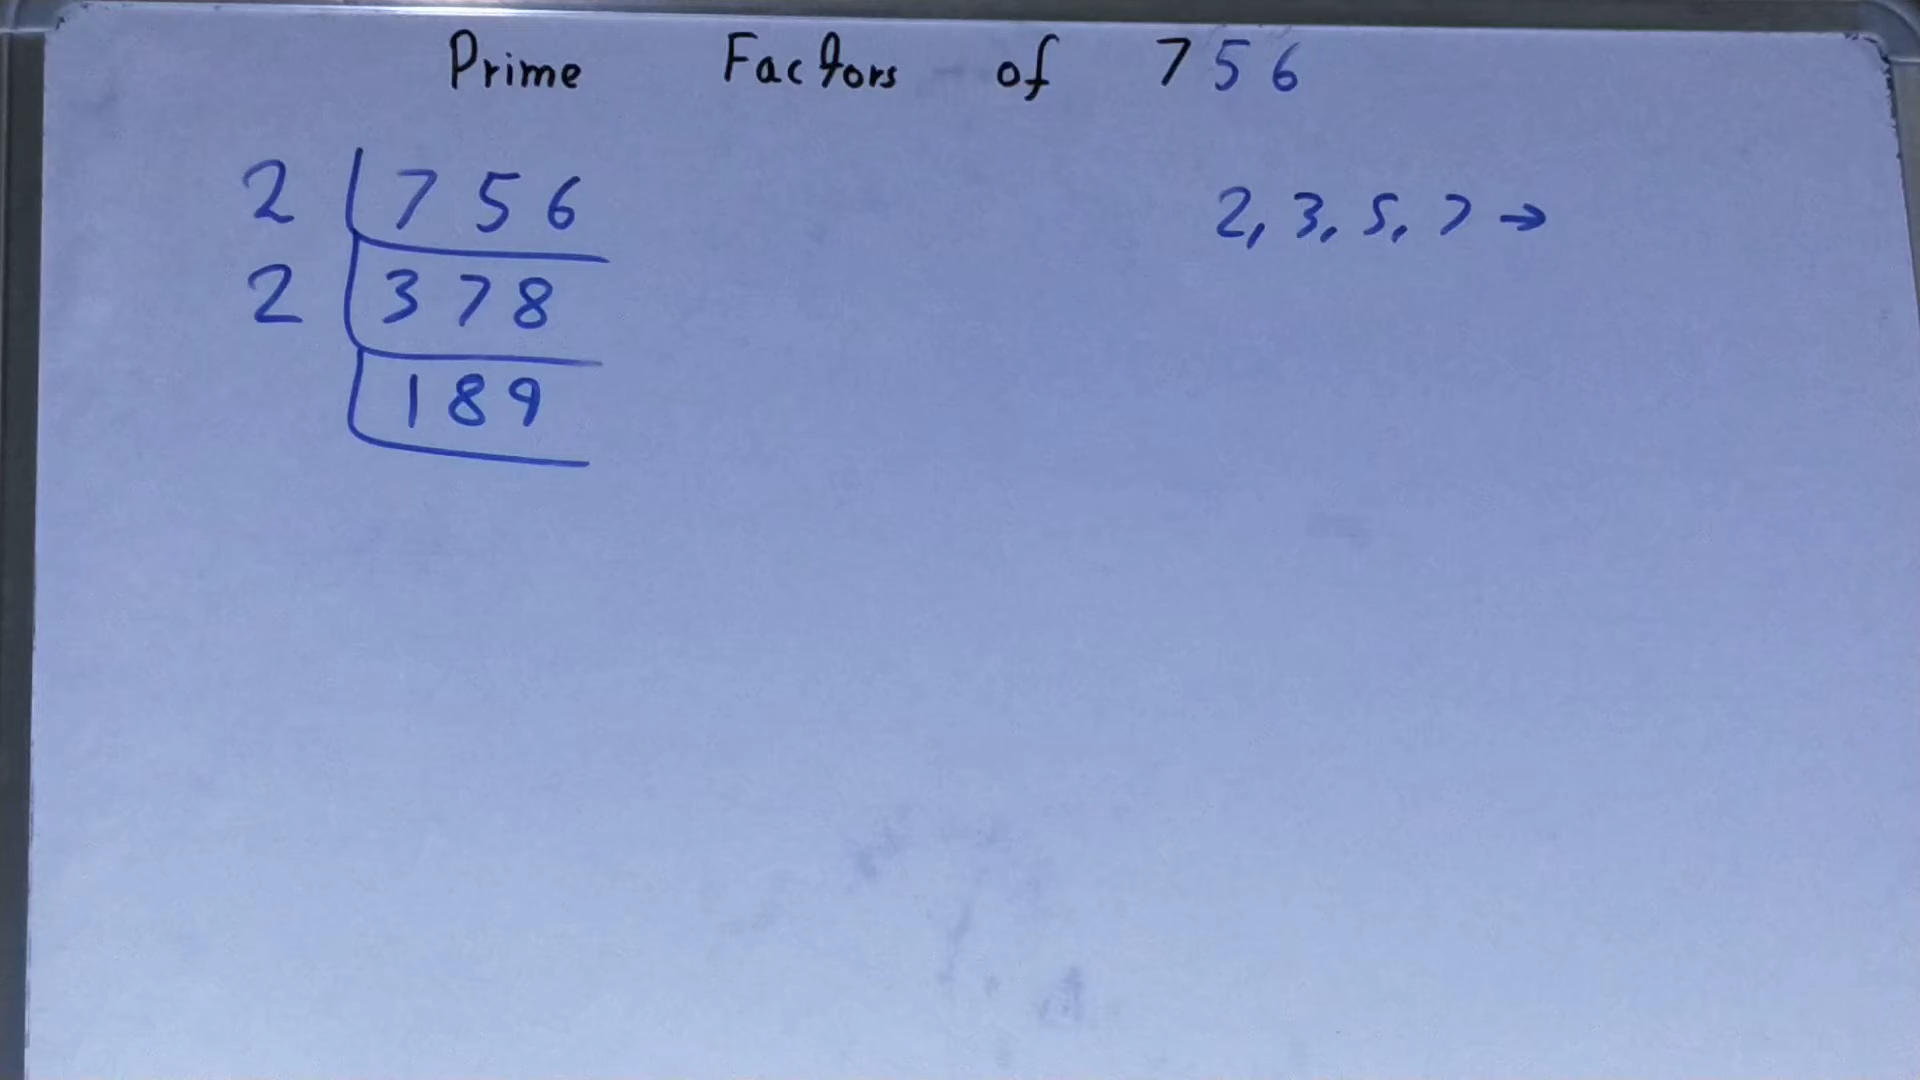 Prime Factors of 756
2 756
2, 3, 5, 7 →
2 378
189